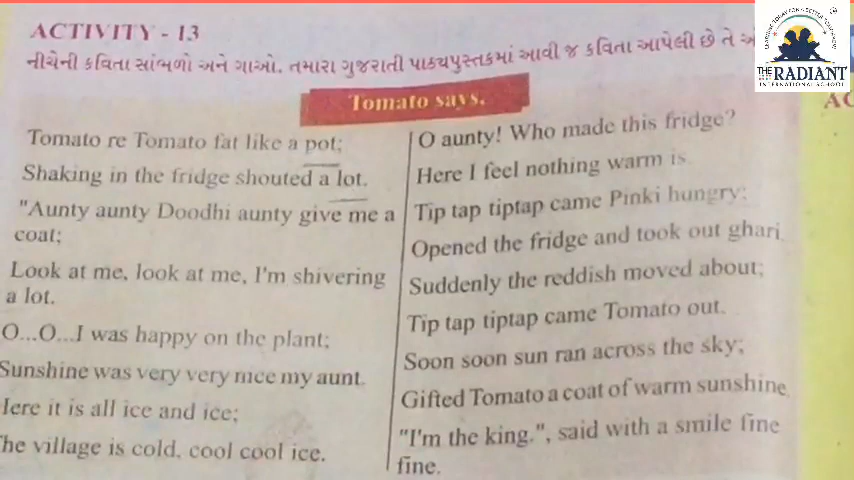 ACTIVITY - 13
નીચેની કવિતા સાંભળો અને ગાઓ. તમારા ગુજરાતી પાઠ્યપુસ્તકમાં આવી જ કવિતા આપેલી છે તે
Tomato says.
Tomato re Tomato fat like a pot;
Shaking in the fridge shouted a lot.
"Aunty aunty Doodhi aunty give me a
coat;
Look at me, look at me, I'm shivering
a lot.
O...O...I was happy on the plant;
Sunshine was very very nice my aunt.
Here it is all ice and ice;
The village is cold, cool cool ice.
O aunty! Who made this fridge?
Here I feel nothing warm is
Tip tap tiptap came Pinki hungry;
Opened the fridge and took out ghari
Suddenly the reddish moved about;
Tip tap tiptap came Tomato out.
Soon soon sun ran across the sky;
Gifted Tomato a coat of warm sunshine
"I'm the king.", said with a smile fine
fine.
THE RADIANT
INTERNATIONAL SCHOOL
AC